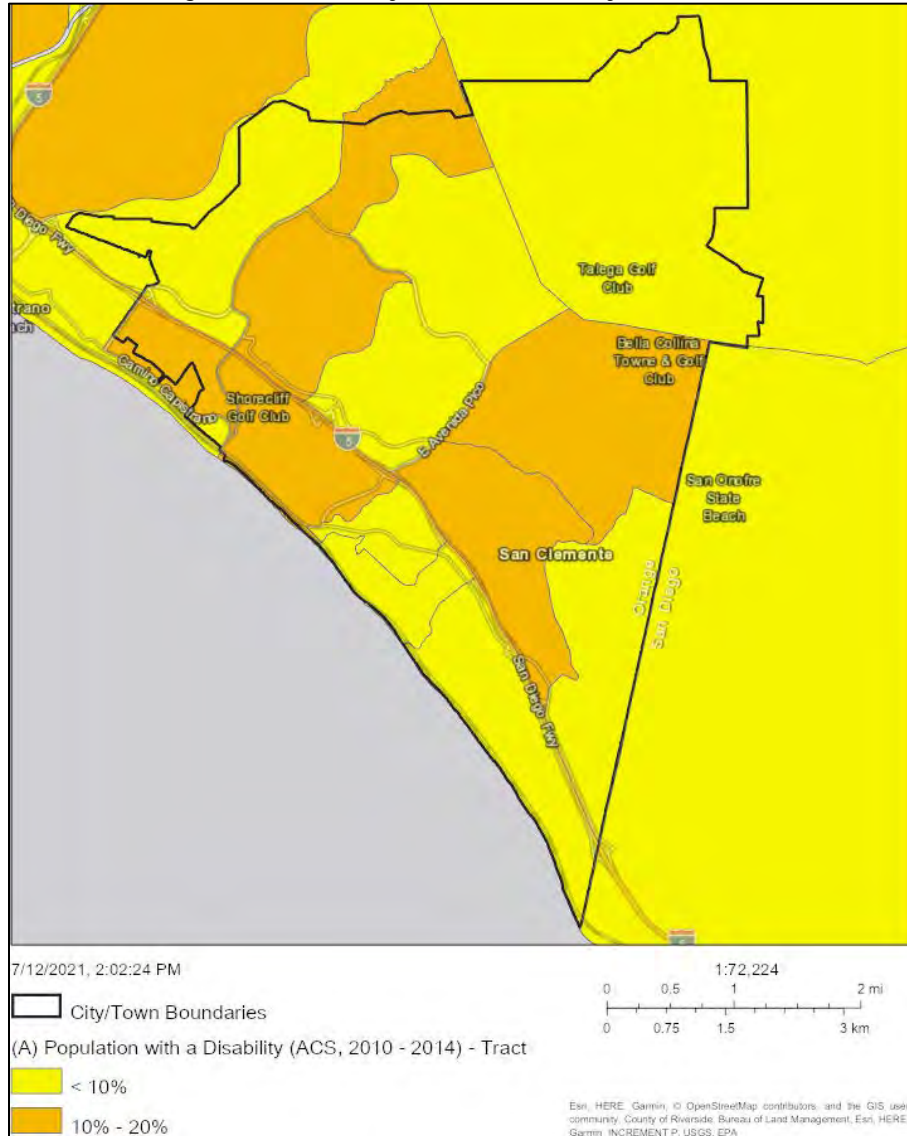 5
Diego Fwy
Talega Golf
Club
Bella Collina
Towne & Golf
Club
Camino Capistrano
Shorecliff
Golf Club
5
E Avenida Pico
San Onofre
State
Beach
San Clemente
Orange
San Diego
San Diego Fwy
7/12/2021, 2:02:24 PM
1:72,224
0 0.5 1 2 mi
0 0.75 1.5 3 km
City/Town Boundaries
(A) Population with a Disability (ACS, 2010 - 2014) - Tract
< 10%
10% - 20%
Esri, HERE, Garmin, © OpenStreetMap contributors, and the GIS user
community, County of Riverside, Bureau of Land Management, Esri, HERE,
Garmin, INCREMENT P, USGS, EPA